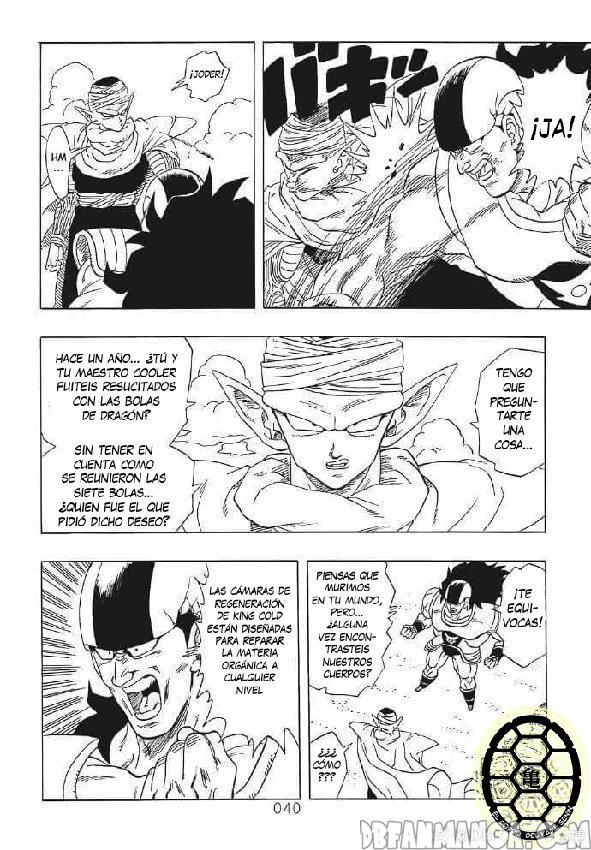 ¡JODER!
HM
...
バキッ
¡JA!
HACE UN AÑO... ¿TÚ Y
TU MAESTRO COOLER
FUITEIS RESUCITADOS
CON LAS BOLAS
DE DRAGÓN?
SIN TENER EN
CUENTA COMO
SE REUNIERON LAS
SIETE BOLAS...
¿QUIEN FUE EL QUE
PIDIÓ DICHO DESEO?
TENGO
QUE
PREGUN-
TARTE
UNA
COSA...
LAS CÁMARAS DE
REGENERACIÓN
DE KING COLD
ESTÁN DISEÑADAS
PARA REPARAR
LA MATERIA
ORGÁNICA A
CUALQUIER
NIVEL
PIENSAS QUE
MURIMOS
EN TU MUNDO,
PERO...
¿ALGUNA
VEZ ENCON-
TRASTEIS
NUESTROS
CUERPOS?
¡TE
EQUI-
VOCAS!
¿¿¿
CÓMO
???
亀
040
DBFANMANGA.COM